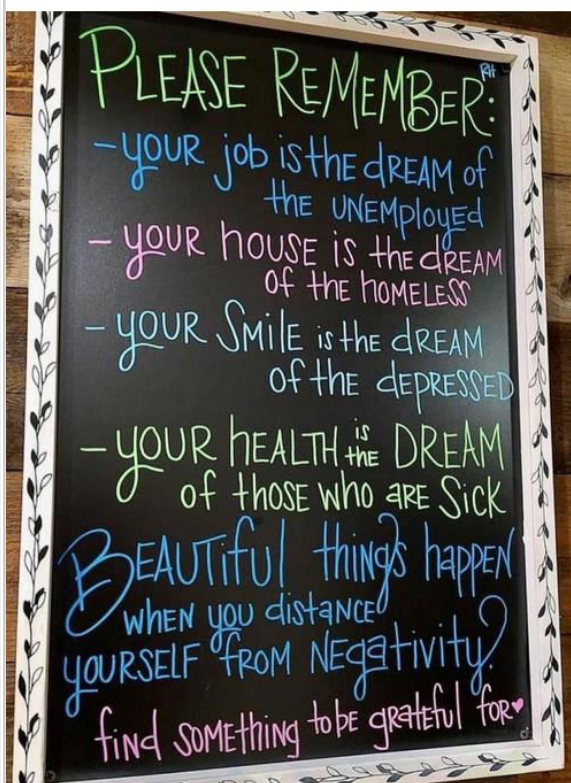 PLEASE REMEMBER:
RH
-YOUR job is the dREAM of
the UNEMployed
- YOUR hOUSE is the dREAM
Of the hOMELESS
- YOUR SMilE is the dREAM
Of the dEPRESSED
-YOUR hEALTH is the DREAM
of those Who aRE Sick
BEAUTiful things happEN
WHEN you distaNCE
YOURSELF FROM NEgativity!
find SOMEthing to be gRatEful foR♥